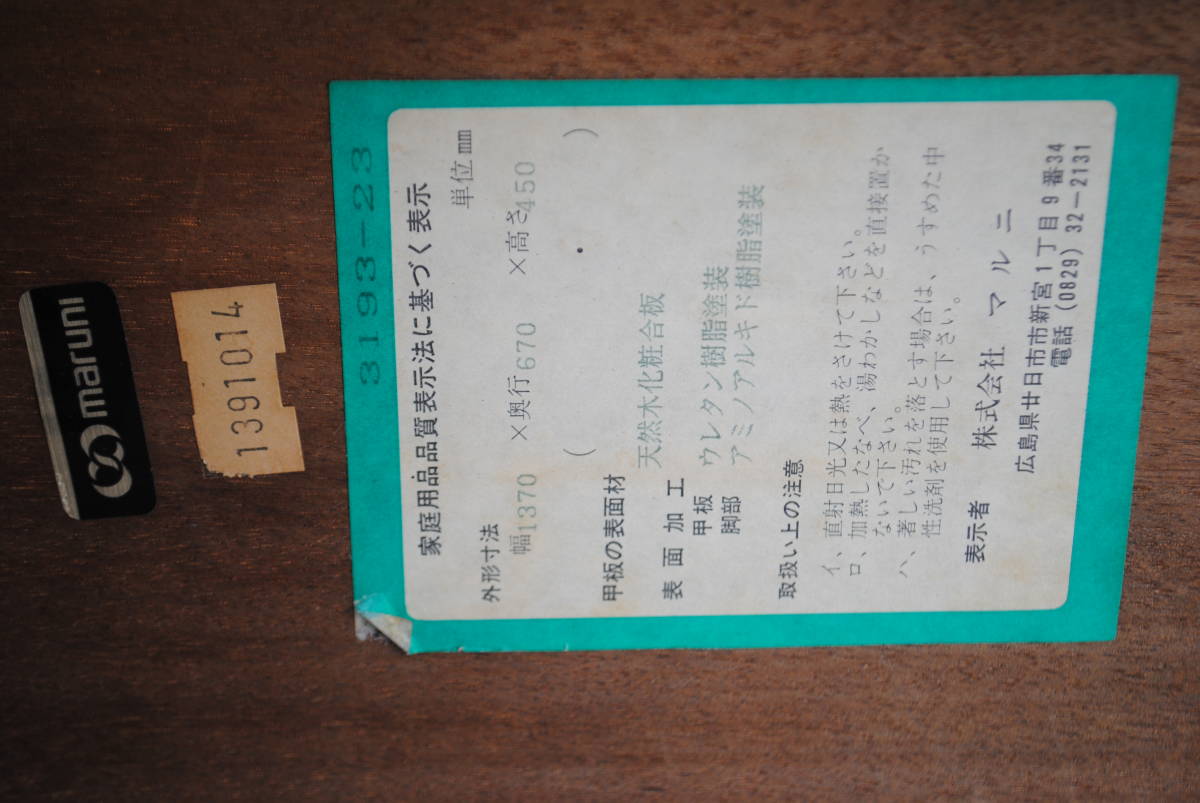 maruni
1391014
3193-23
家庭用品品質表示法に基づく表示
単位mm
外形寸法
幅1370 ×奥行670 ×高さ450
( ・ )
甲板の表面材 天然木化粧合板
表面加工
甲板 ウレタン樹脂塗装
脚部 アミノアルキド樹脂塗装
取扱い上の注意
イ、直射日光又は熱をさけて下さい。
ロ、加熱したなべ、湯わかしなどを直接置か
ないで下さい。
ハ、著しい汚れを落とす場合は、うすめた中
性洗剤を使用して下さい。
表示者 株式会社 マルニ
広島県廿日市市新宮1丁目9番34
電話 (0829) 32-2131